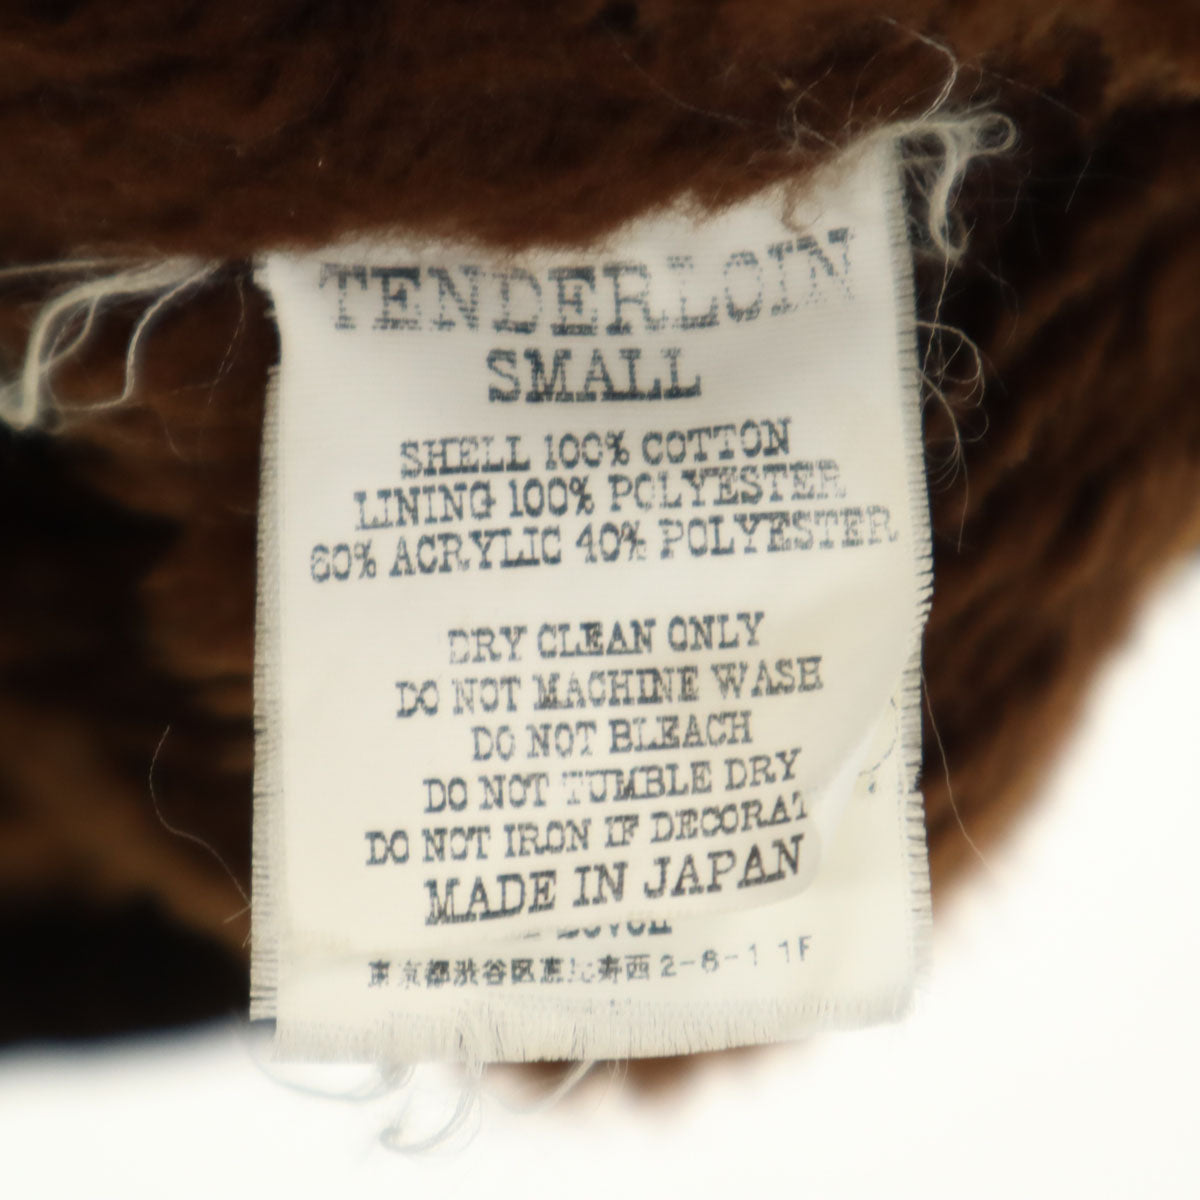 TENDERLOIN
SMALL
SHELL 100% COTTON
LINING 100% POLYESTER
60% ACRYLIC 40% POLYESTER
DRY CLEAN ONLY
DO NOT MACHINE WASH
DO NOT BLEACH
DO NOT TUMBLE DRY
DO NOT IRON IF DECORAT
MADE IN JAPAN
東京都渋谷区恵比寿西2-8-1 1F